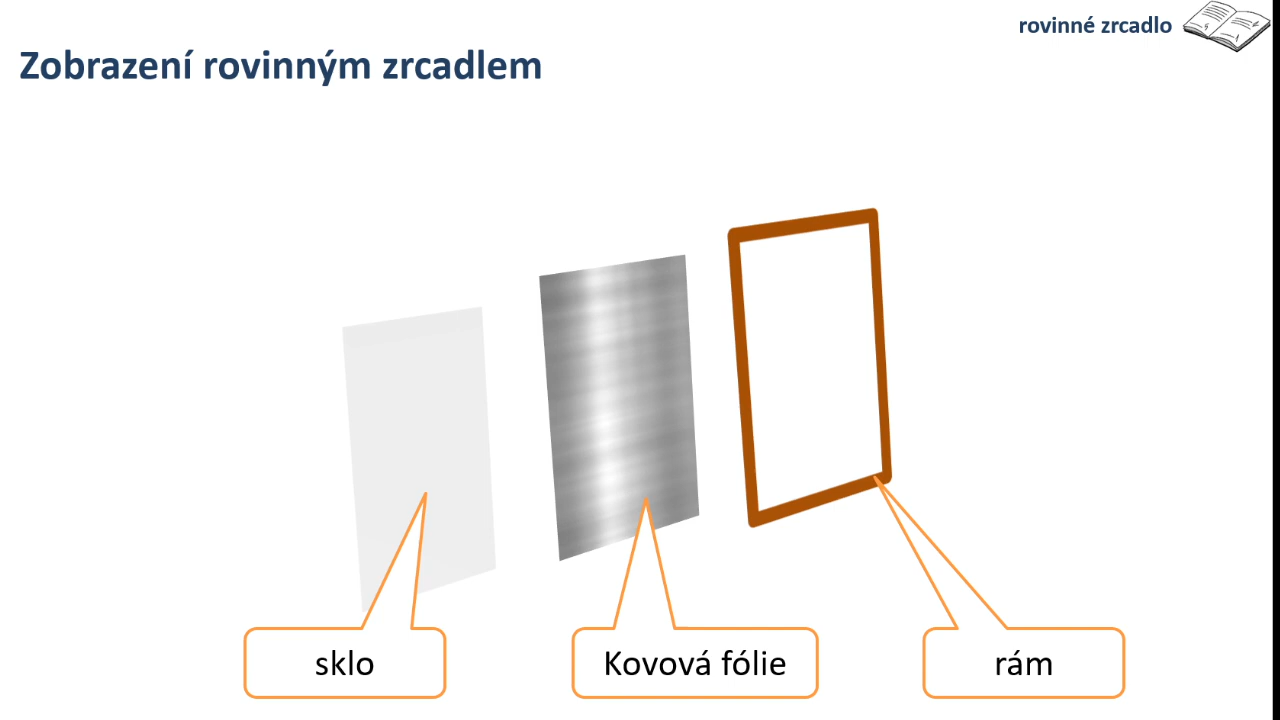 rovinné zrcadlo
Zobrazení rovinným zrcadlem
sklo
Kovová fólie
rám